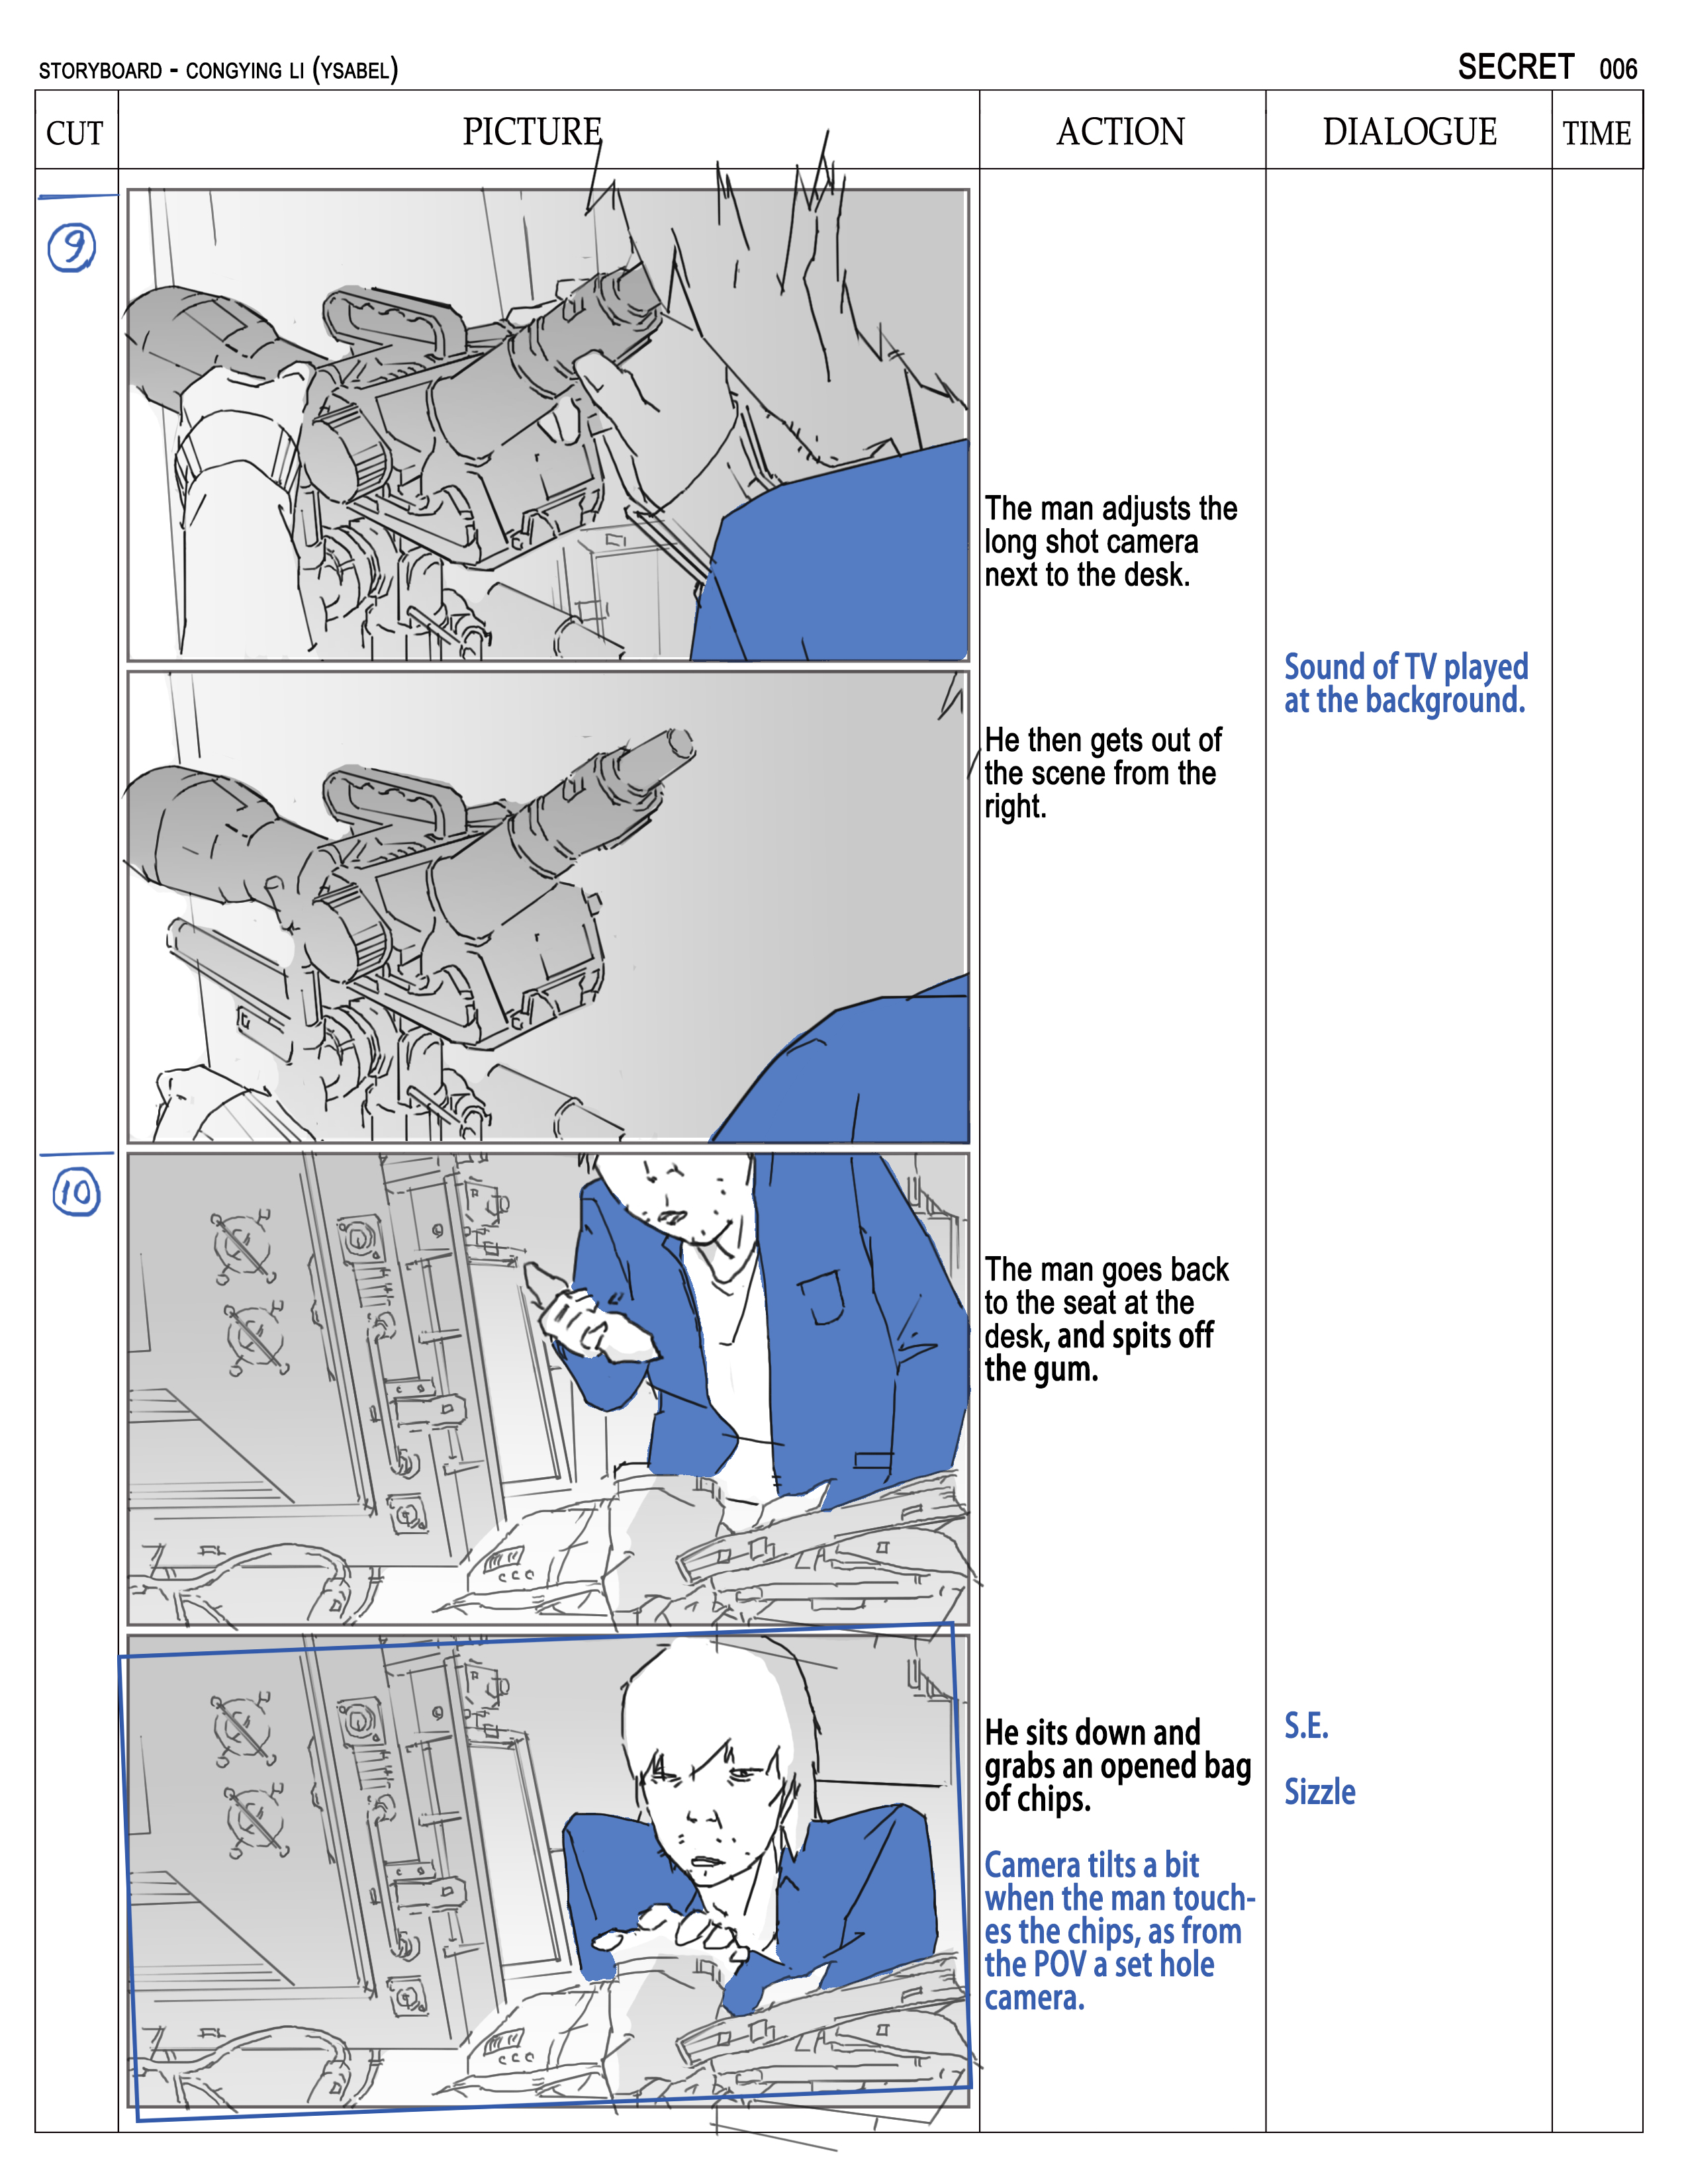 STORYBOARD - CONGYING LI (YSABEL)
SECRET 006
CUT
PICTURE
ACTION
DIALOGUE
TIME
9
The man adjusts the
long shot camera
next to the desk.
Sound of TV played
at the background.
He then gets out of
the scene from the
right.
10
The man goes back
to the seat at the
desk, and spits off
the gum.
He sits down and
grabs an opened bag
of chips.
S.E.
Sizzle
Camera tilts a bit
when the man touch-
es the chips, as from
the POV a set hole
camera.